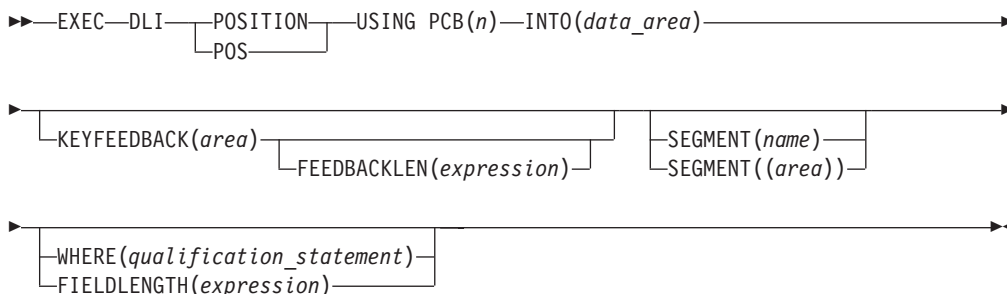 EXEC DLI POSITION USING PCB(n) INTO(data_area)
POS
KEYFEEDBACK(area) SEGMENT(name)
FEEDBACKLEN(expression) SEGMENT((area))
WHERE(qualification_statement)
FIELDLENGTH(expression)